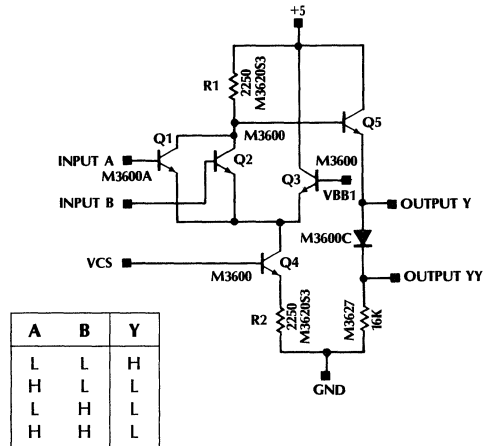 +5
R1
2250
M3620S3
Q1
M3600
Q5
INPUT A
M3600A
Q2
M3600
Q3
VBB1
INPUT B
OUTPUT Y
M3600C
VCS
M3600
Q4
OUTPUT YY
R2
2250
M3620S3
M3627
16K
GND
A B Y
L L H
H L L
L H L
H H L